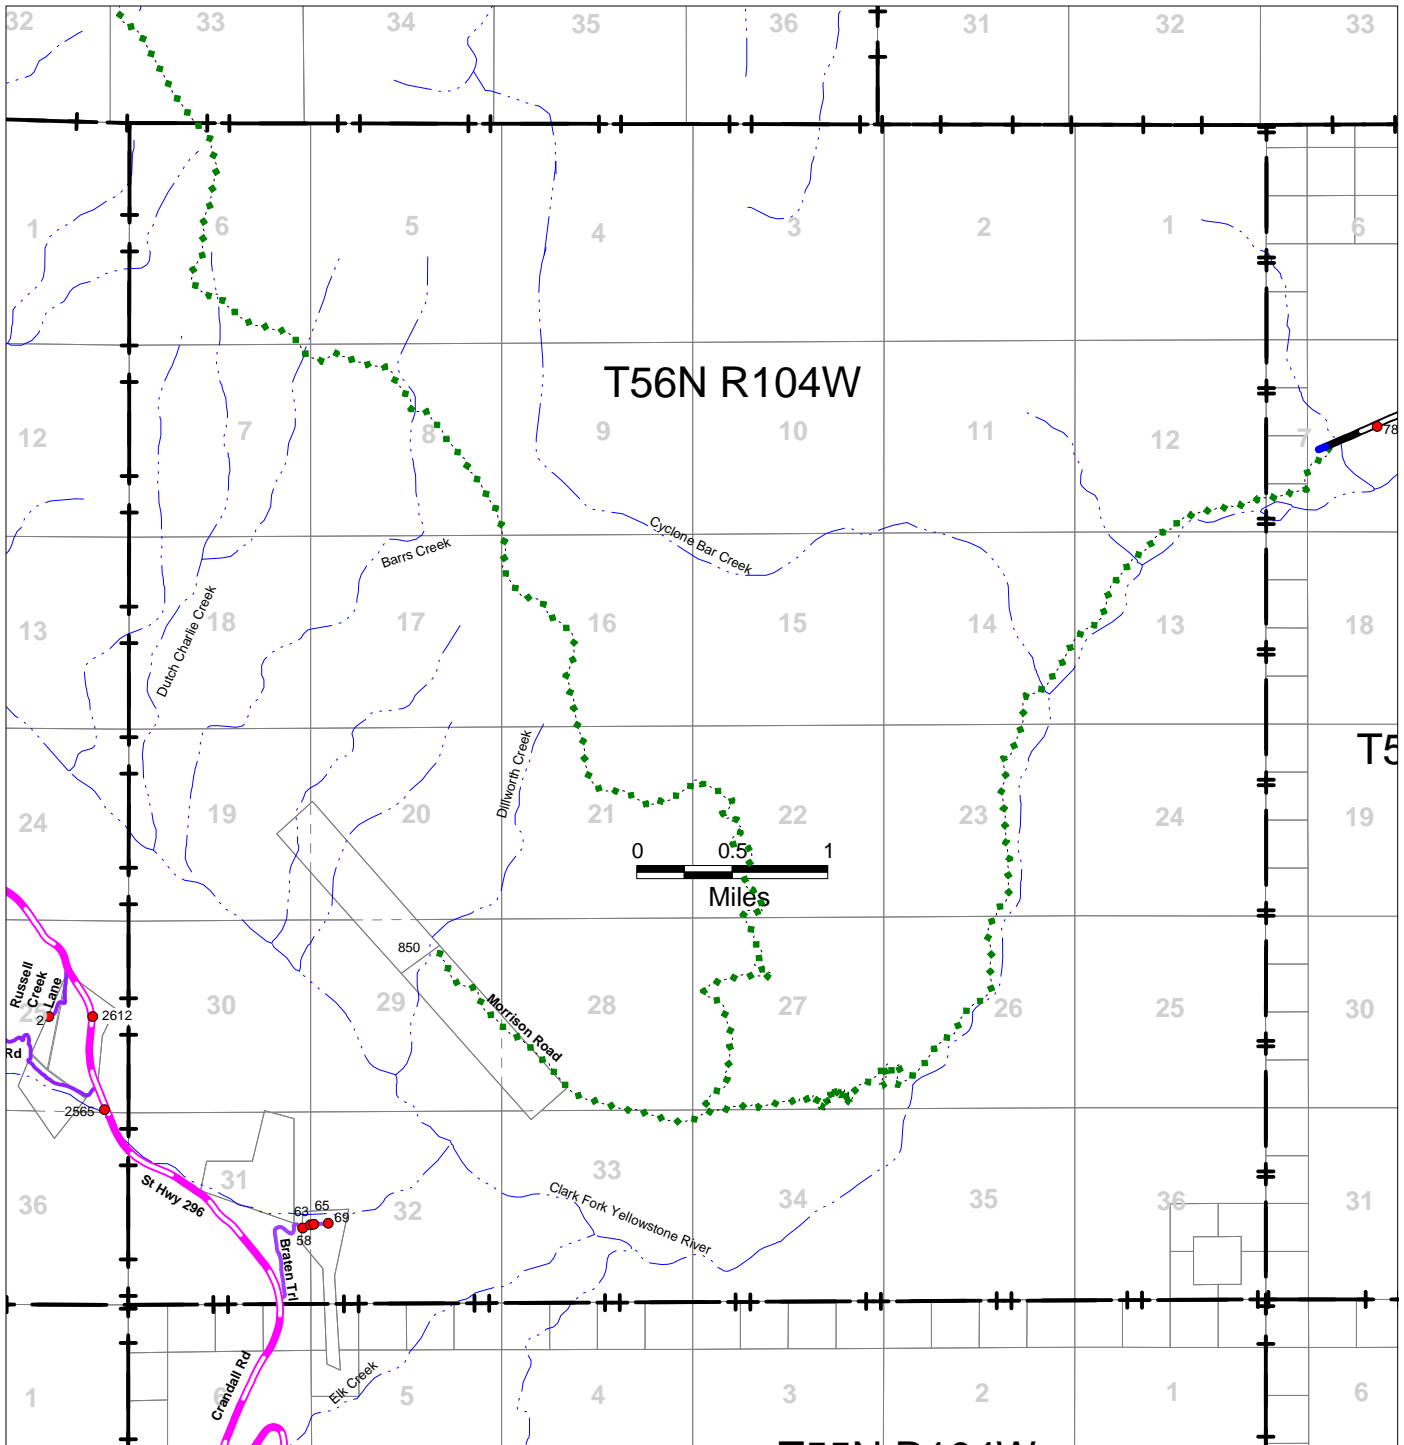 32 33 34 35 36 31 32 33
1 6 5 4 3 2 1 6
T56N R104W
12 7 8 9 10 11 12 7
78
Cyclone Bar Creek
Barrs Creek
Dutch Charlie Creek
13 18 17 16 15 14 13 18
T5
Dillworth Creek
24 19 20 21 22 23 24 19
0 0.5 1
Miles
850
Russell
Creek
Lane
25 30 29 28 27 26 30
2
2612
Morrison Road
Rd
2565
36 31 32 33 34 35 36 31
St Hwy 296
63 65
69
58
Clark Fork Yellowstone River
Braten Trl
Crandall Rd
Elk Creek
1 6 5 4 3 2 1 6
T55N R104W